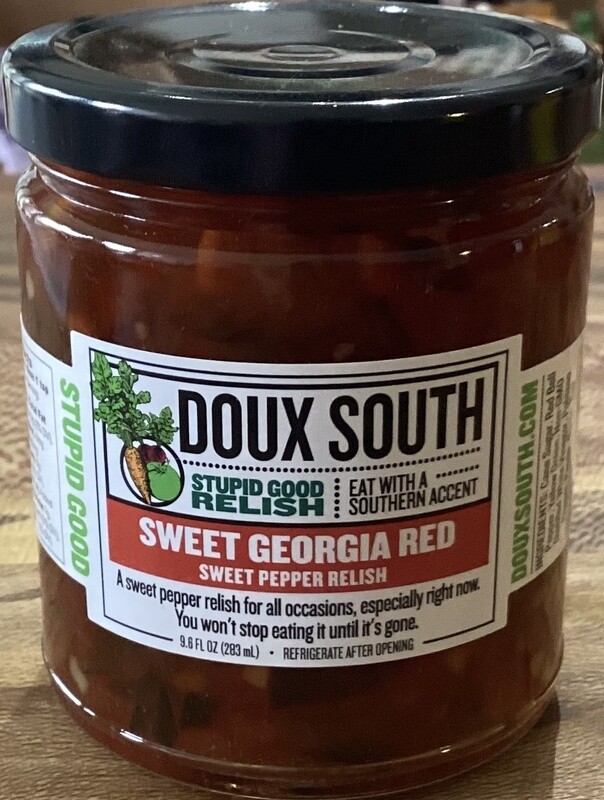 DOUX SOUTH
STUPID GOOD
RELISH
EAT WITH A
SOUTHERN ACCENT
SWEET GEORGIA RED
SWEET PEPPER RELISH
A sweet pepper relish for all occasions, especially right now.
You won't stop eating it until it's gone.
9.6 FL OZ (283 mL) • REFRIGERATE AFTER OPENING
STUPID GOOD
DOUXSOUTH.COM